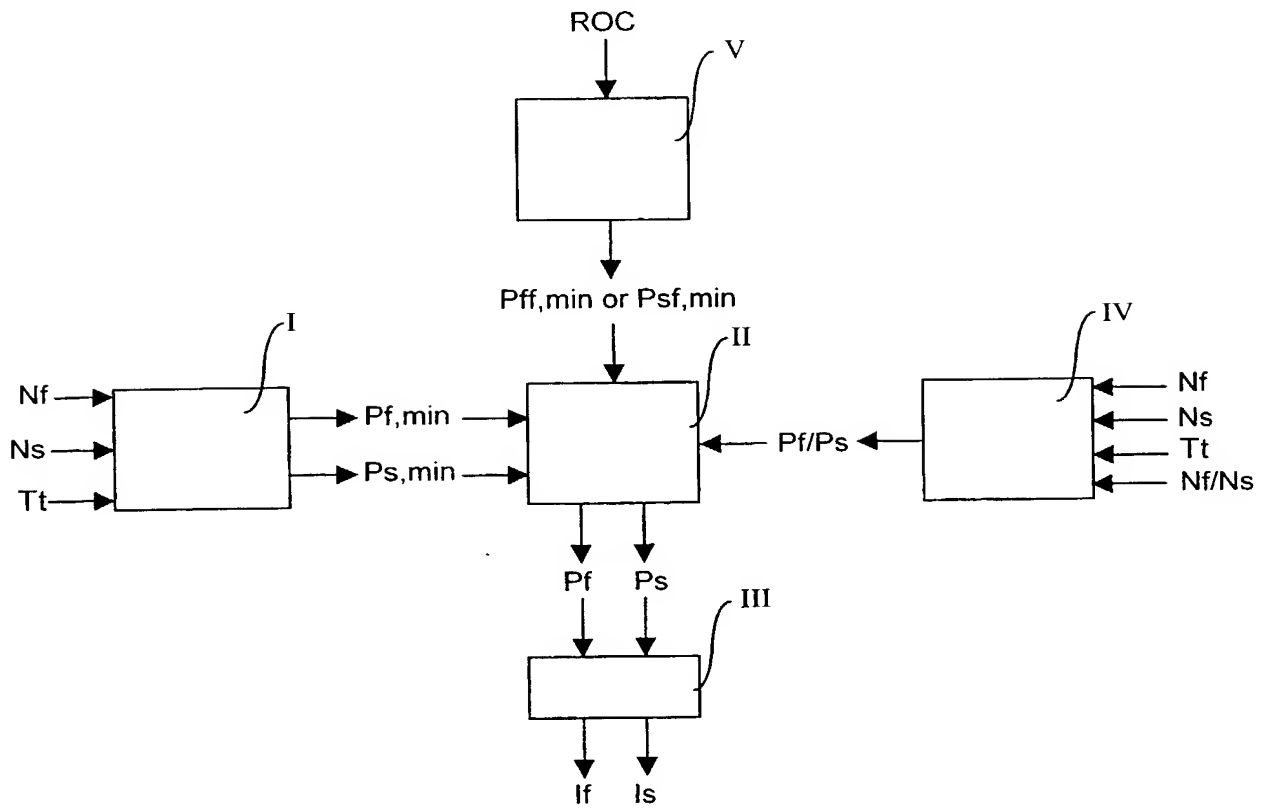 ROC
V
Pff,min or Psf,min
I
II
IV
Nf
Ns
Tt
Pf,min
Ps,min
Pf/Ps
Nf
Ns
Tt
Nf/Ns
Pf
Ps
III
If
Is